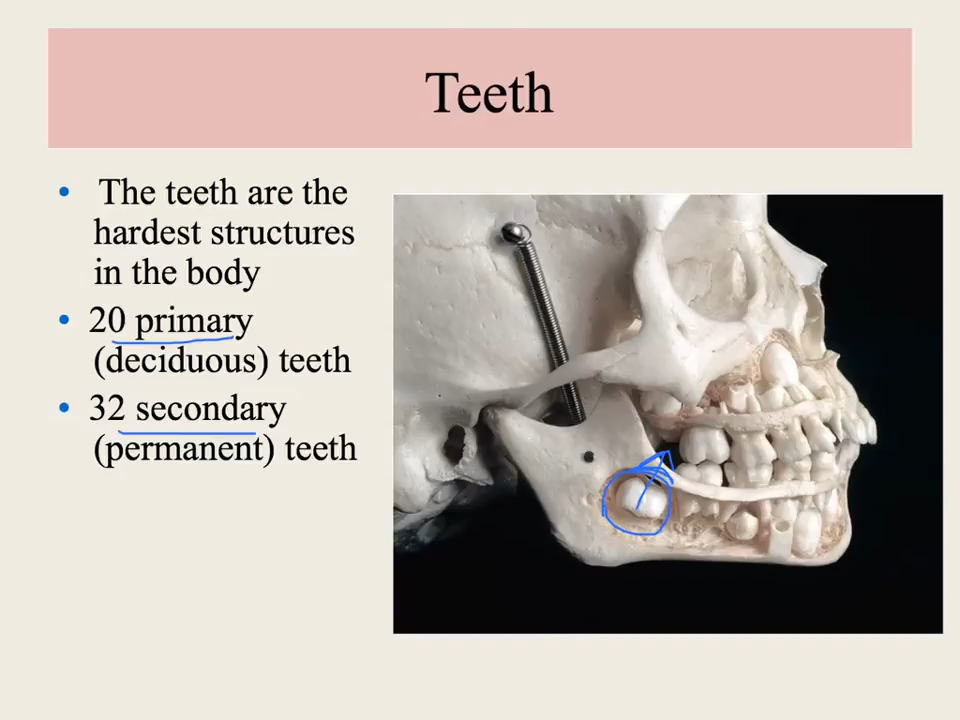 Teeth
• The teeth are the
hardest structures
in the body
• 20 primary
(deciduous) teeth
• 32 secondary
(permanent) teeth